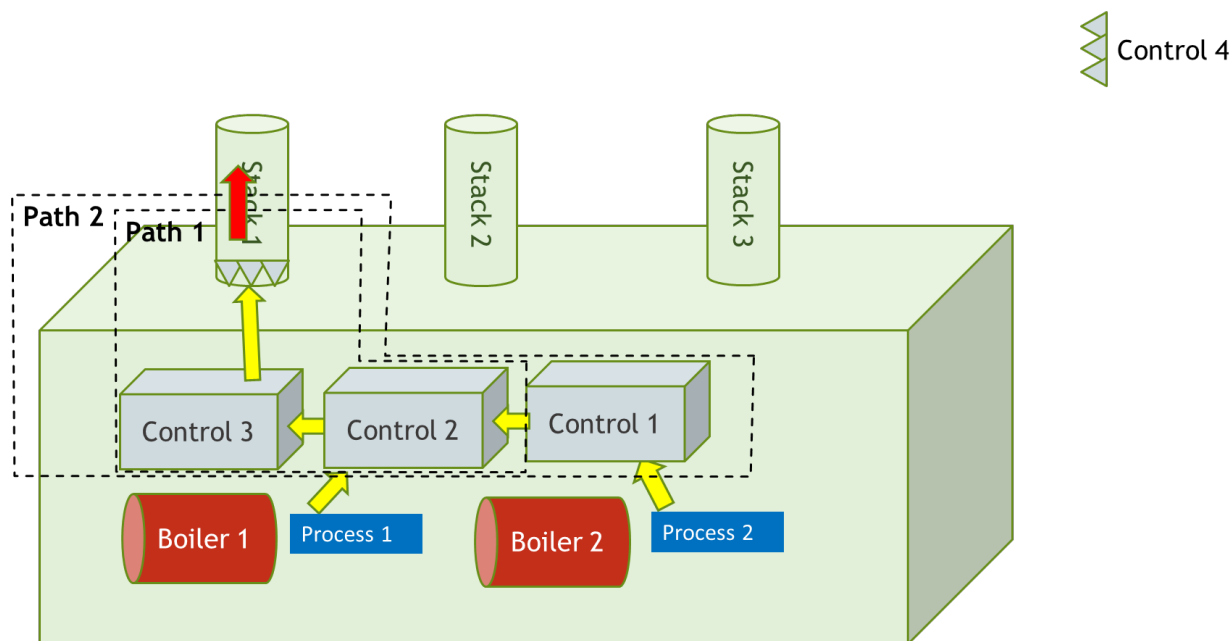 Control 4
Stack 1
Stack 2
Stack 3
Path 2
Path 1
Control 3
Control 2
Control 1
Boiler 1
Process 1
Boiler 2
Process 2